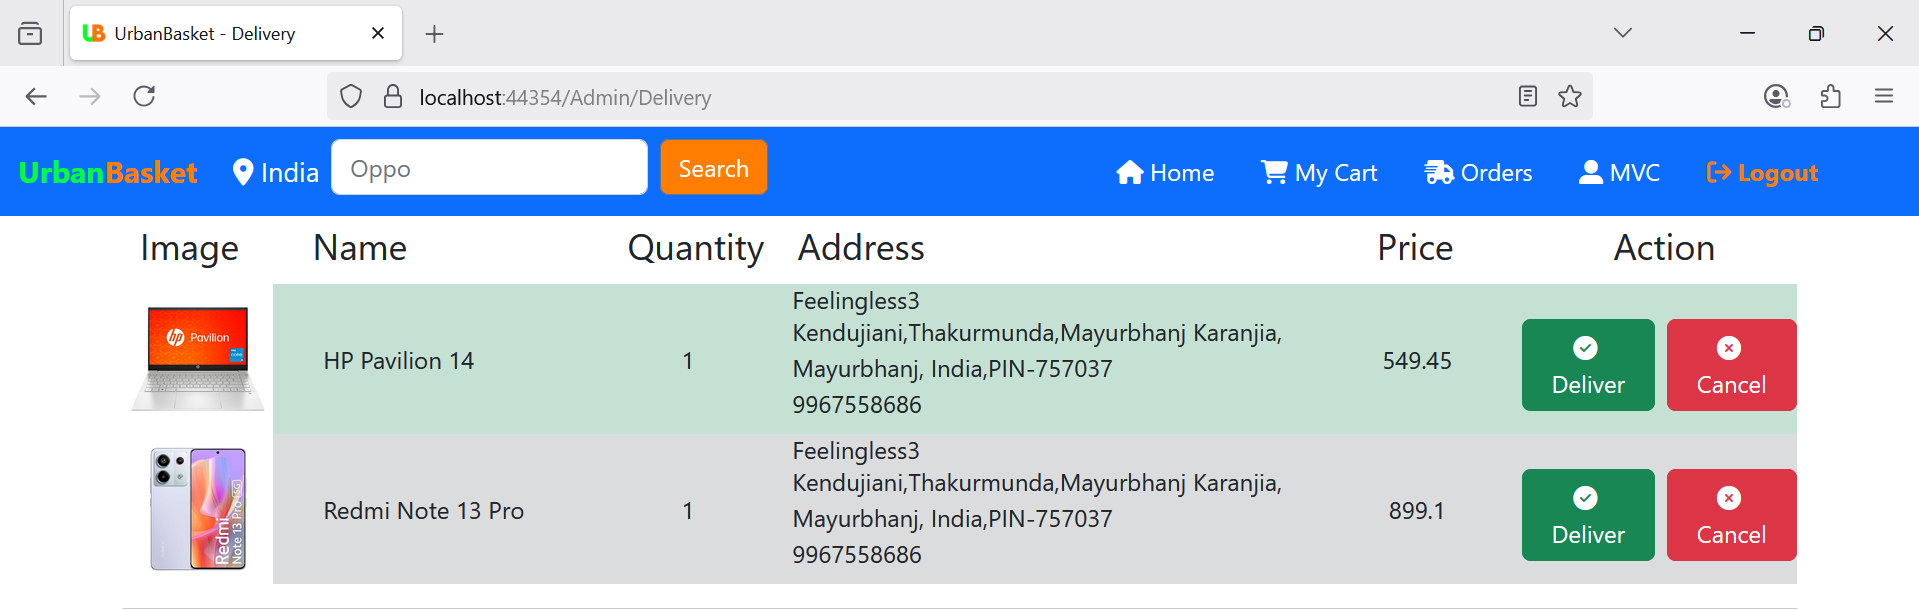 UB UrbanBasket - Delivery
localhost:44354/Admin/Delivery
UrbanBasket India Oppo Search Home My Cart Orders MVC Logout
Image Name Quantity Address Price Action
hp Pavilion
HP Pavilion 14 1
Feelingless3
Kendujiani,Thakurmunda,Mayurbhanj Karanjia,
Mayurbhanj, India,PIN-757037
9967558686
549.45 Deliver Cancel
Redmi
Note 13 Pro 5G
Redmi Note 13 Pro 1
Feelingless3
Kendujiani,Thakurmunda,Mayurbhanj Karanjia,
Mayurbhanj, India,PIN-757037
9967558686
899.1 Deliver Cancel